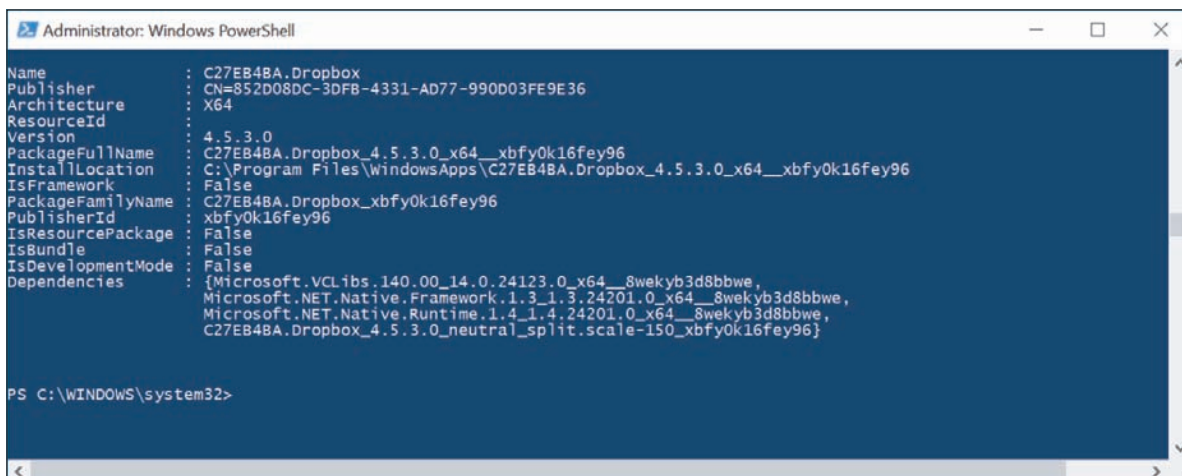 Administrator: Windows PowerShell
Name              : C27EB4BA.Dropbox
Publisher         : CN=852D08DC-3DFB-4331-AD77-990D03FE9E36
Architecture      : X64
ResourceId        :
Version           : 4.5.3.0
PackageFullName   : C27EB4BA.Dropbox_4.5.3.0_x64__xbfy0k16fey96
InstallLocation   : C:\Program Files\WindowsApps\C27EB4BA.Dropbox_4.5.3.0_x64__xbfy0k16fey96
IsFramework       : False
PackageFamilyName : C27EB4BA.Dropbox_xbfy0k16fey96
PublisherId       : xbfy0k16fey96
IsResourcePackage : False
IsBundle          : False
IsDevelopmentMode : False
Dependencies      : {Microsoft.VCLibs.140.00_14.0.24123.0_x64__8wekyb3d8bbwe,
                    Microsoft.NET.Native.Framework.1.3_1.3.24201.0_x64__8wekyb3d8bbwe,
                    Microsoft.NET.Native.Runtime.1.4_1.4.24201.0_x64__8wekyb3d8bbwe,
                    C27EB4BA.Dropbox_4.5.3.0_neutral_split.scale-150_xbfy0k16fey96}
PS C:\WINDOWS\system32>